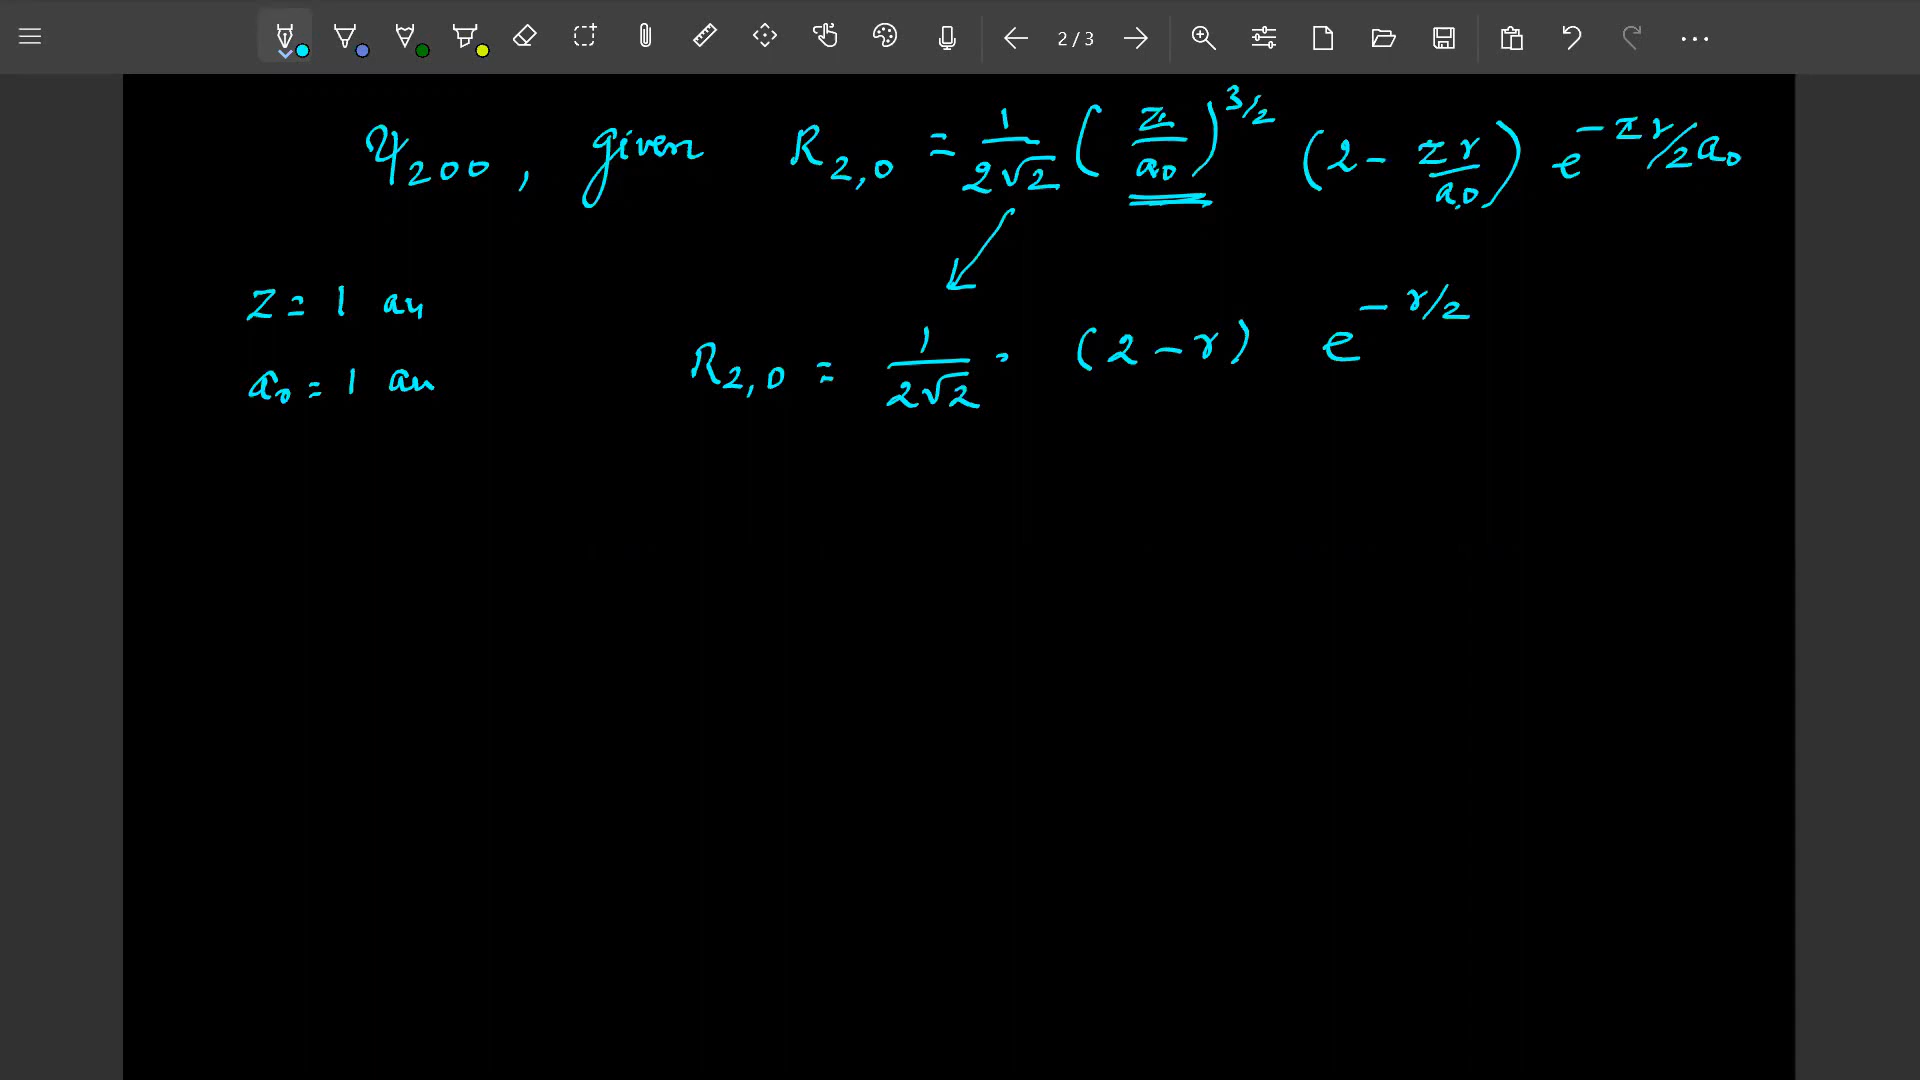 2 / 3
ψ₂₀₀, given R₂,₀ = 1/(2√2) (z/a₀)^(3/2) (2 - zr/a₀) e^(-zr/2a₀)
z = 1 au
R₂,₀ = 1/(2√2) · (2-r) e^(-r/2)
a₀ = 1 au